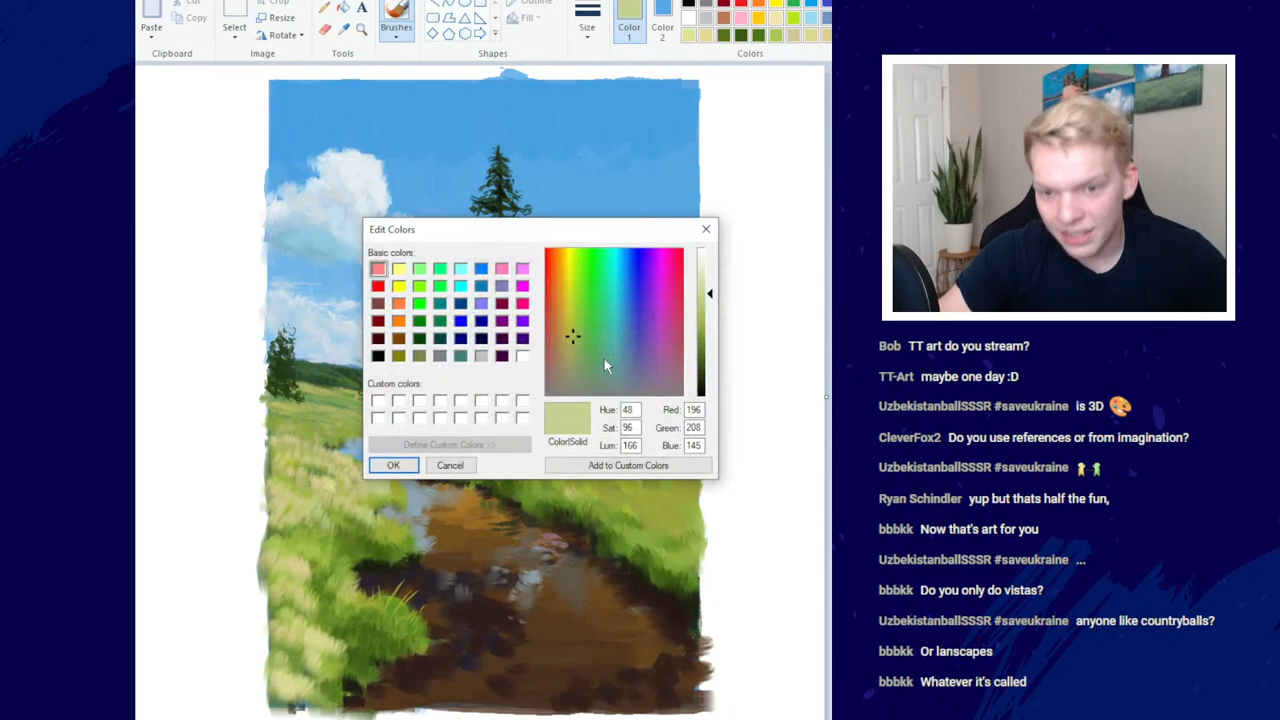 Cut
Crop
Outline
Paste
Copy
Select
Resize
Rotate
A
Brushes
Fill
Size
Color
1
Color
2
Clipboard
Image
Tools
Shapes
Colors
Edit Colors
Basic colors:
Custom colors:
Define Custom Colors >>
OK
Cancel
Color|Solid
Hue: 48
Sat: 96
Lum: 166
Red: 196
Green: 208
Blue: 145
Add to Custom Colors
Bob TT art do you stream?
TT-Art maybe one day :D
UzbekistanballSSSR #saveukraine is 3D
CleverFox2 Do you use references or from imagination?
UzbekistanballSSSR #saveukraine
Ryan Schindler yup but thats half the fun,
bbbkk Now that's art for you
UzbekistanballSSSR #saveukraine ...
bbbkk Do you only do vistas?
UzbekistanballSSSR #saveukraine anyone like countryballs?
bbbkk Or lanscapes
bbbkk Whatever it's called